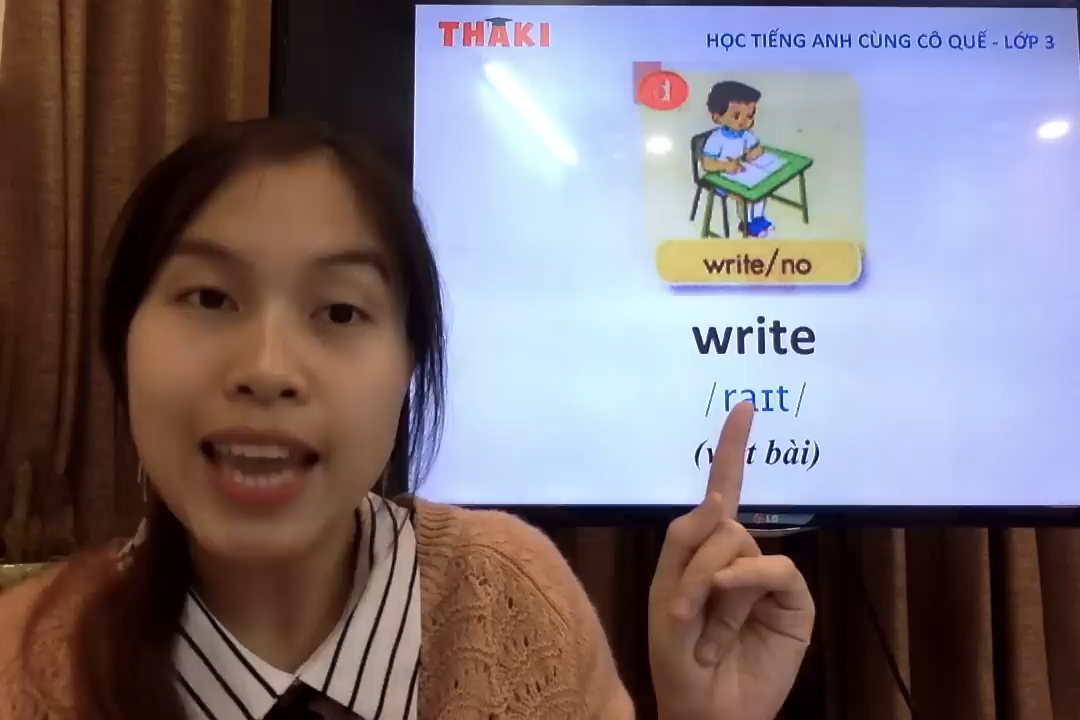 THAKI
HỌC TIẾNG ANH CÙNG CÔ QUẾ - LỚP 3
d
write/no
write
/raɪt/
bài)
LG